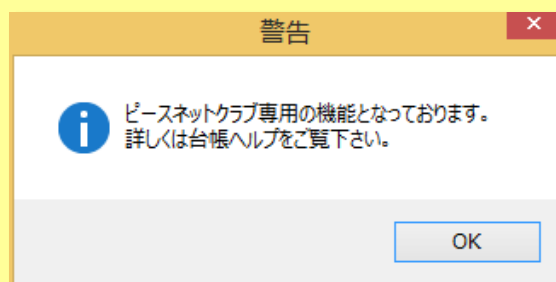 警告
ピースネットクラブ専用の機能となっております。
詳しくは台帳ヘルプをご覧下さい。
OK